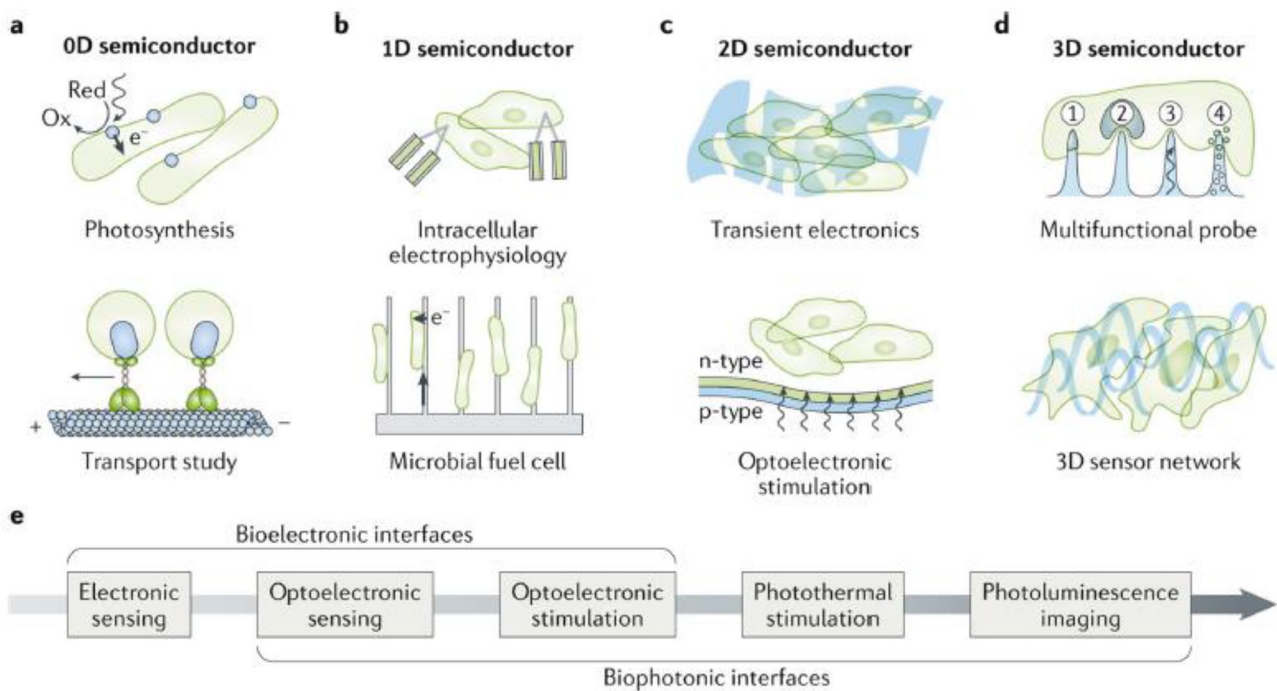 a
0D semiconductor
Red
Ox
e⁻
Photosynthesis
+
−
Transport study
b
1D semiconductor
Intracellular
electrophysiology
e⁻
Microbial fuel cell
c
2D semiconductor
Transient electronics
n-type
p-type
Optoelectronic
stimulation
d
3D semiconductor
1 2 3 4
Multifunctional probe
3D sensor network
e
Bioelectronic interfaces
Electronic
sensing
Optoelectronic
sensing
Optoelectronic
stimulation
Photothermal
stimulation
Photoluminescence
imaging
Biophotonic interfaces